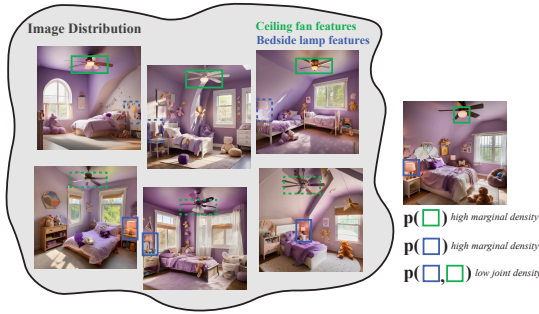 Image Distribution
Ceiling fan features
Bedside lamp features
p( ) high marginal density
p( ) high marginal density
p( , ) low joint density